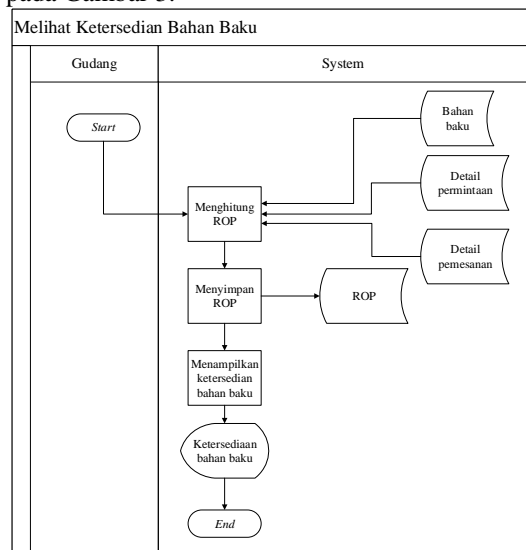 pada Gambar 3.
Melihat Ketersedian Bahan Baku
Gudang
System
Start
Bahan
baku
Detail
permintaan
Menghitung
ROP
Detail
pemesanan
Menyimpan
ROP
ROP
Menampilkan
ketersedian
bahan baku
Ketersediaan
bahan baku
End